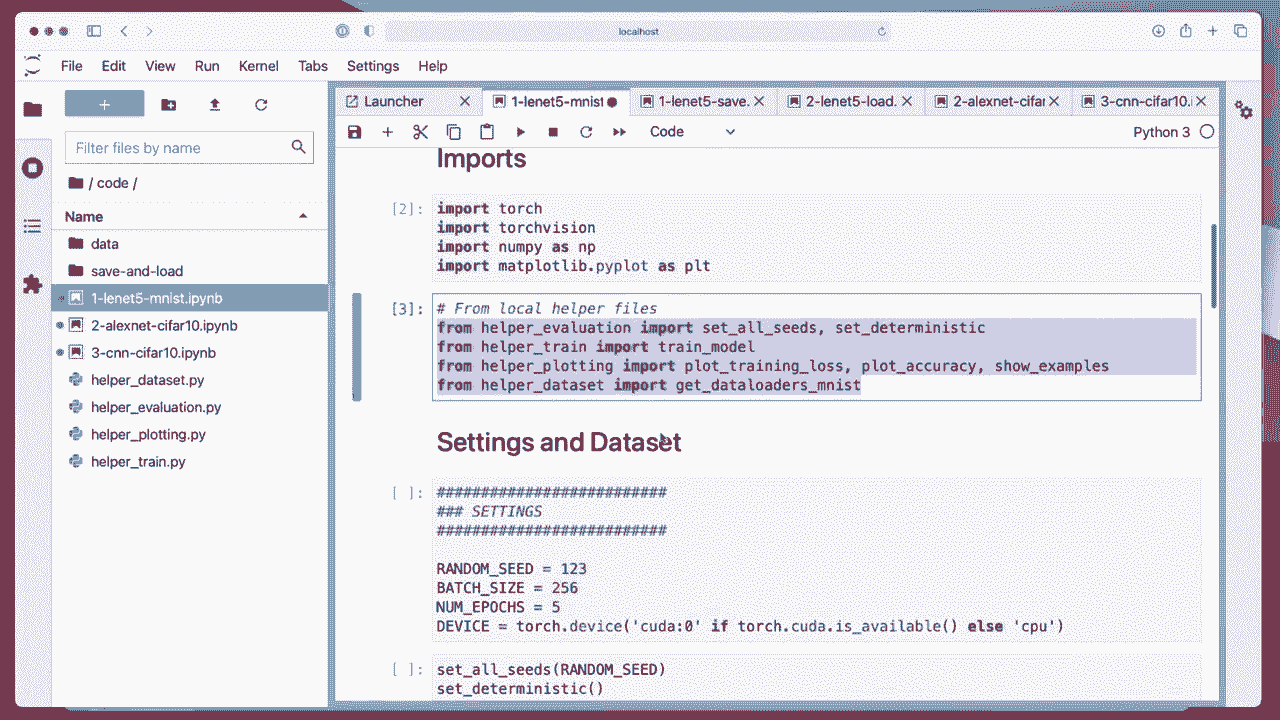 localhost
File Edit View Run Kernel Tabs Settings Help
+
Filter files by name
/ code /
Name
data
save-and-load
1-lenet5-mnist.ipynb
2-alexnet-cifar10.ipynb
3-cnn-cifar10.ipynb
helper_dataset.py
helper_evaluation.py
helper_plotting.py
helper_train.py
Launcher 1-lenet5-mnist 1-lenet5-save. 2-lenet5-load. 2-alexnet-cifar 3-cnn-cifar10.
Code Python 3
Imports
[2]: import torch
import torchvision
import numpy as np
import matplotlib.pyplot as plt
[3]: # From local helper files
from helper_evaluation import set_all_seeds, set_deterministic
from helper_train import train_model
from helper_plotting import plot_training_loss, plot_accuracy, show_examples
from helper_dataset import get_dataloaders_mnist
Settings and Dataset
[ ]: ##########################
### SETTINGS
##########################
RANDOM_SEED = 123
BATCH_SIZE = 256
NUM_EPOCHS = 5
DEVICE = torch.device('cuda:0' if torch.cuda.is_available() else 'cpu')
[ ]: set_all_seeds(RANDOM_SEED)
set_deterministic()